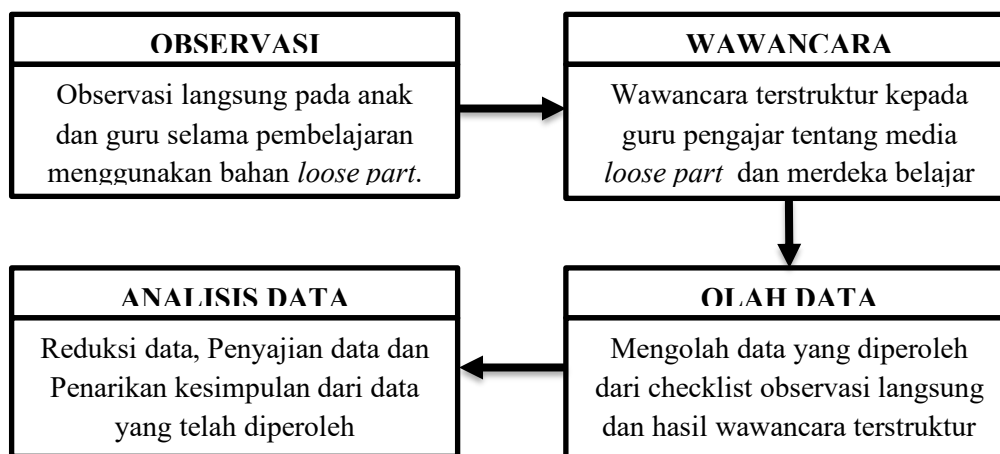 OBSERVASI
Observasi langsung pada anak
dan guru selama pembelajaran
menggunakan bahan loose part.
WAWANCARA
Wawancara terstruktur kepada
guru pengajar tentang media
loose part dan merdeka belajar
OLAH DATA
Mengolah data yang diperoleh
dari checklist observasi langsung
dan hasil wawancara terstruktur
ANALISIS DATA
Reduksi data, Penyajian data dan
Penarikan kesimpulan dari data
yang telah diperoleh